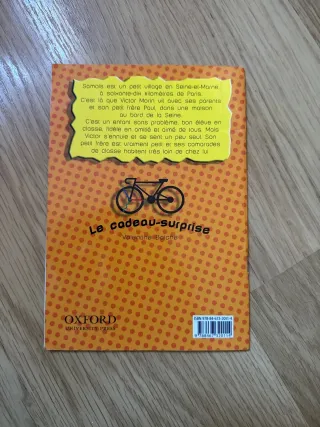 Samois est un petit village en Seine-et-Marne,
à soixante-dix kilomètres de Paris.
C'est là que Victor Morin vit avec ses parents
et son petit frère Paul, dans une maison
au bord de la Seine.
C'est un enfant sans problème, bon élève en
classe, fidèle en amitié et aimé de tous. Mais
Victor s'ennuie et se sent un peu seul. Son
petit frère est vraiment petit et ses camarades
de classe habitent très loin de chez lui.
Le cadeau-surprise
OXFORD
UNIVERSITY PRESS